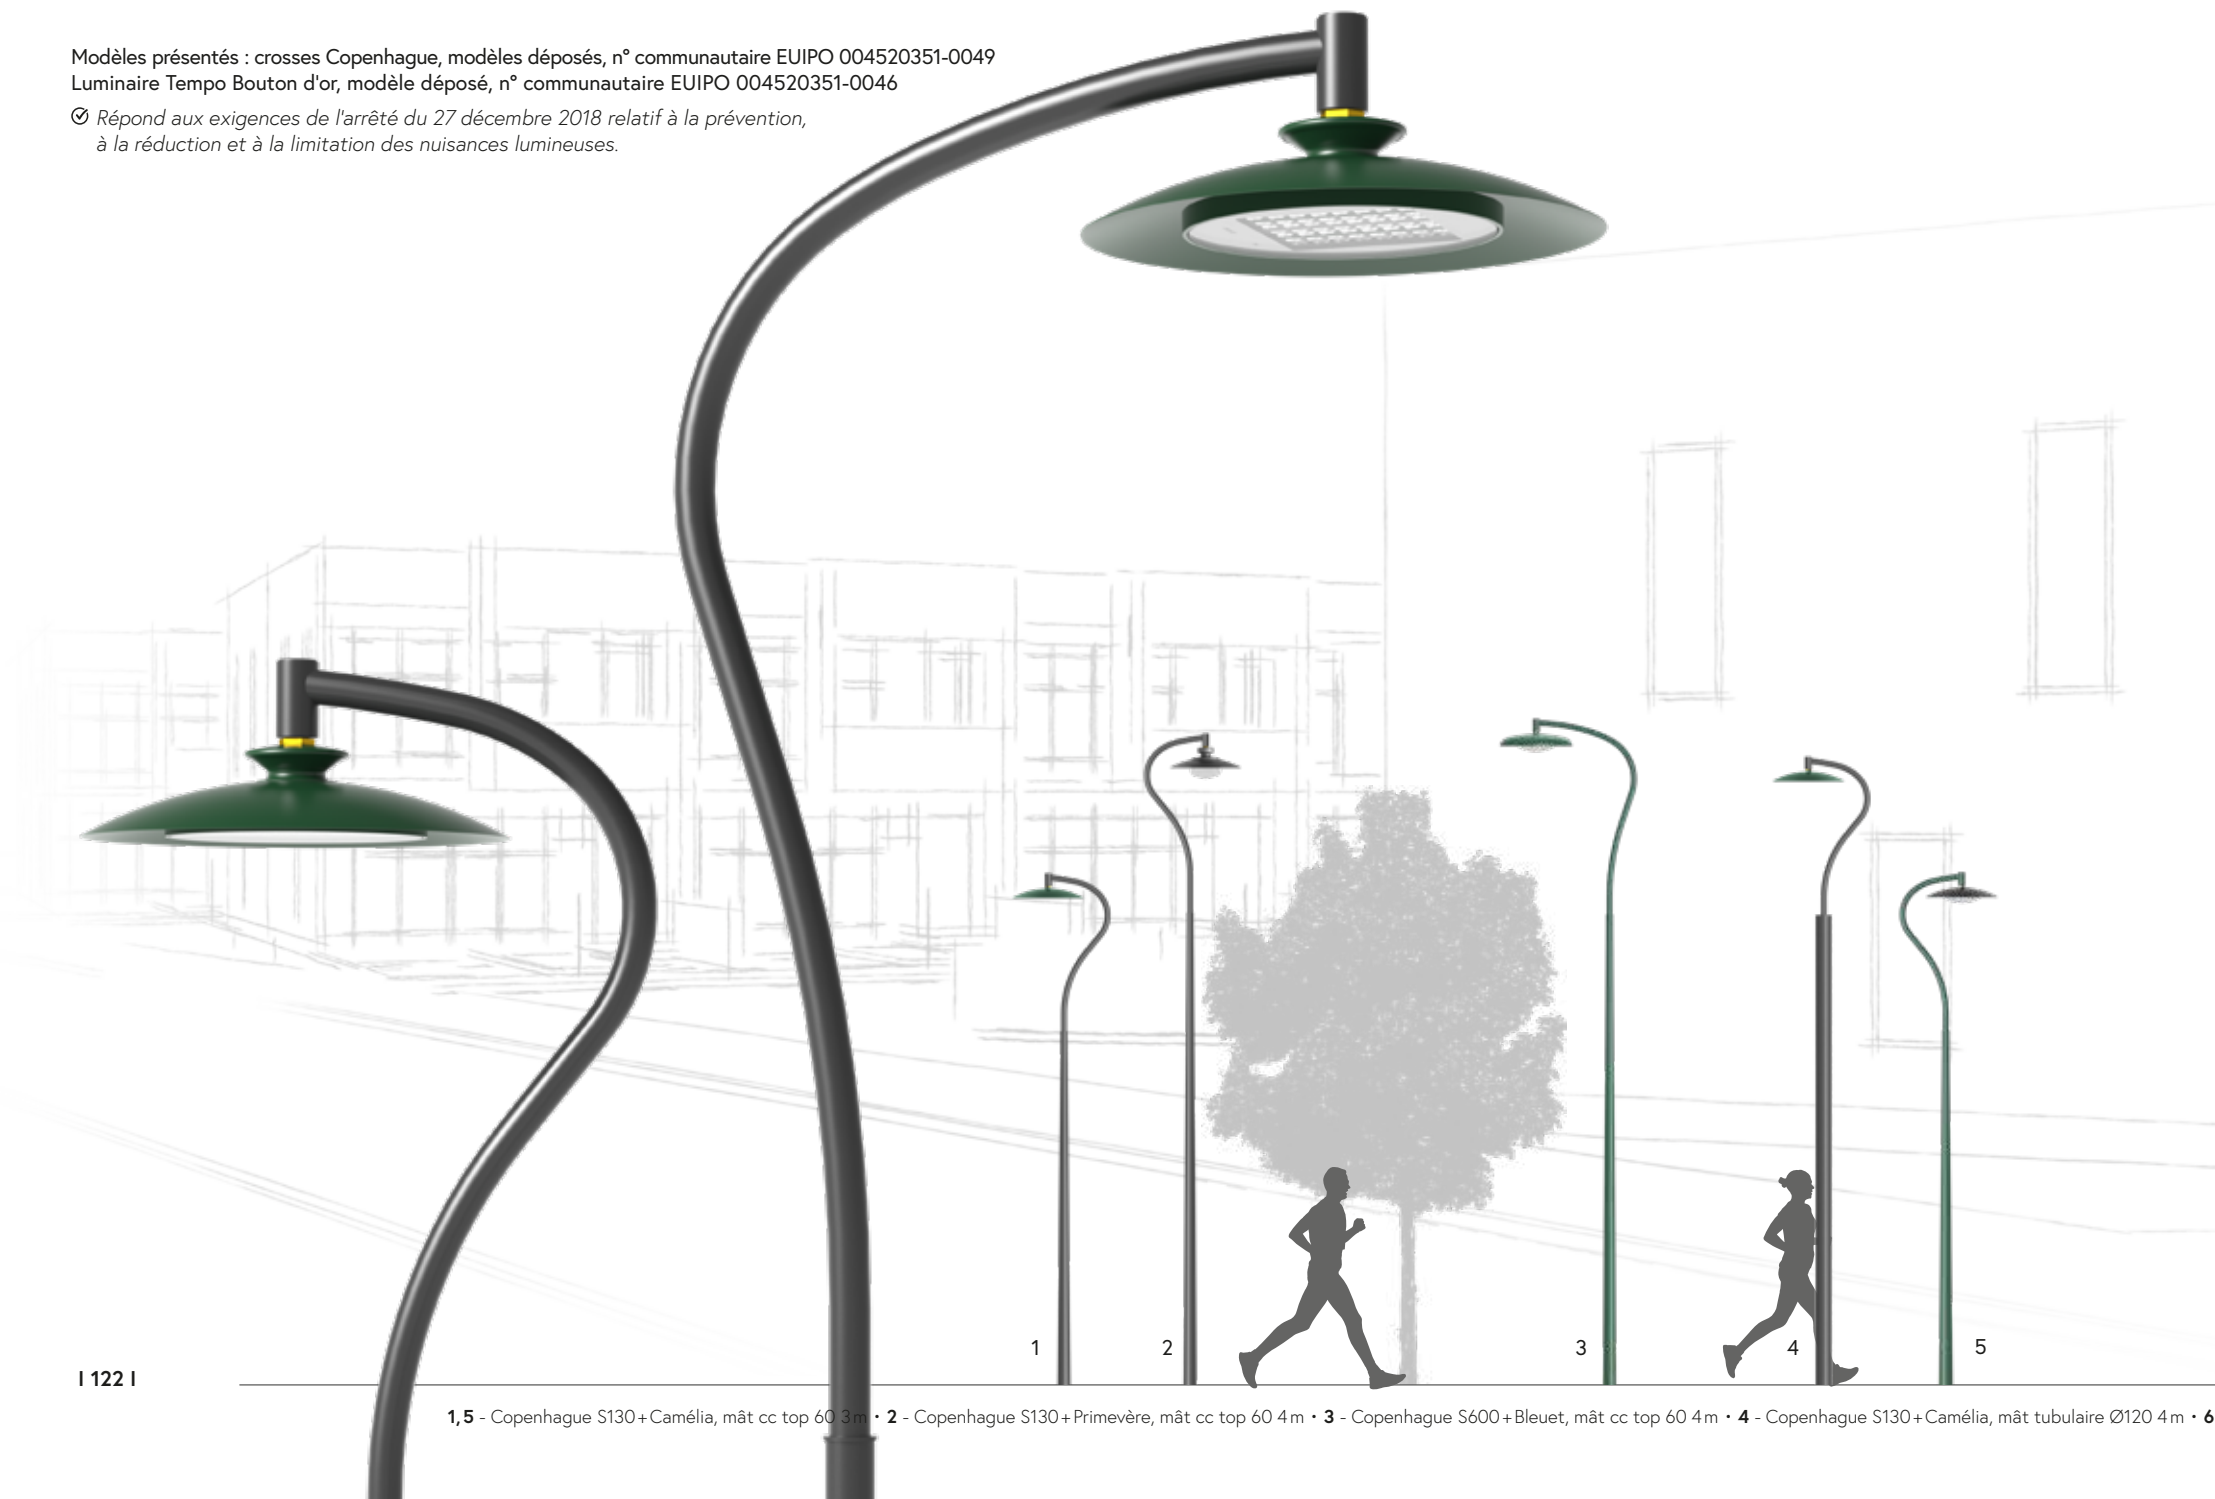 Modèles présentés : crosses Copenhague, modèles déposés, n° communautaire EUIPO 004520351-0049
Luminaire Tempo Bouton d'or, modèle déposé, n° communautaire EUIPO 004520351-0046
Répond aux exigences de l'arrêté du 27 décembre 2018 relatif à la prévention,
à la réduction et à la limitation des nuisances lumineuses.
1 2 3 4 5
I 122 I
1,5 - Copenhague S130+Camélia, mât cc top 60 3m • 2 - Copenhague S130+Primevère, mât cc top 60 4m • 3 - Copenhague S600+Bleuet, mât cc top 60 4m • 4 - Copenhague S130+Camélia, mât tubulaire Ø120 4m • 6